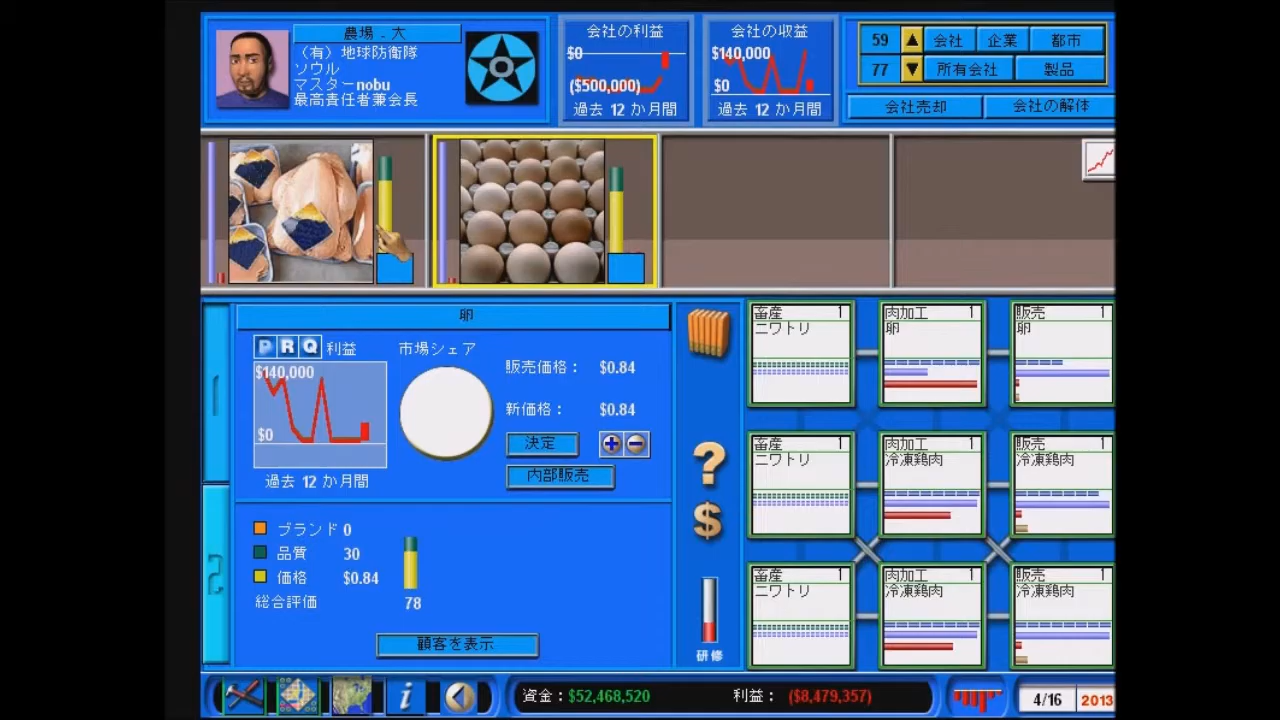 農場 - 大
(有) 地球防衛隊
ソウル
マスターnobu
最高責任者兼会長
会社の利益
$0
($500,000)
過去 12 か月間
会社の収益
$140,000
$0
過去 12 か月間
59
会社
企業
都市
77
所有会社
製品
会社売却
会社の解体
1
2
卵
P R Q 利益
$140,000
$0
過去 12 か月間
市場シェア
販売価格: $0.84
新価格: $0.84
決定
+ -
内部販売
ブランド 0
品質 30
価格 $0.84
総合評価 78
顧客を表示
?
$
研修
畜産 1
ニワトリ
肉加工 1
卵
販売 1
卵
畜産 1
ニワトリ
肉加工 1
冷凍鶏肉
販売 1
冷凍鶏肉
畜産 1
ニワトリ
肉加工 1
冷凍鶏肉
販売 1
冷凍鶏肉
i
資金: $52,468,520
利益: ($8,479,357)
4/16 2013